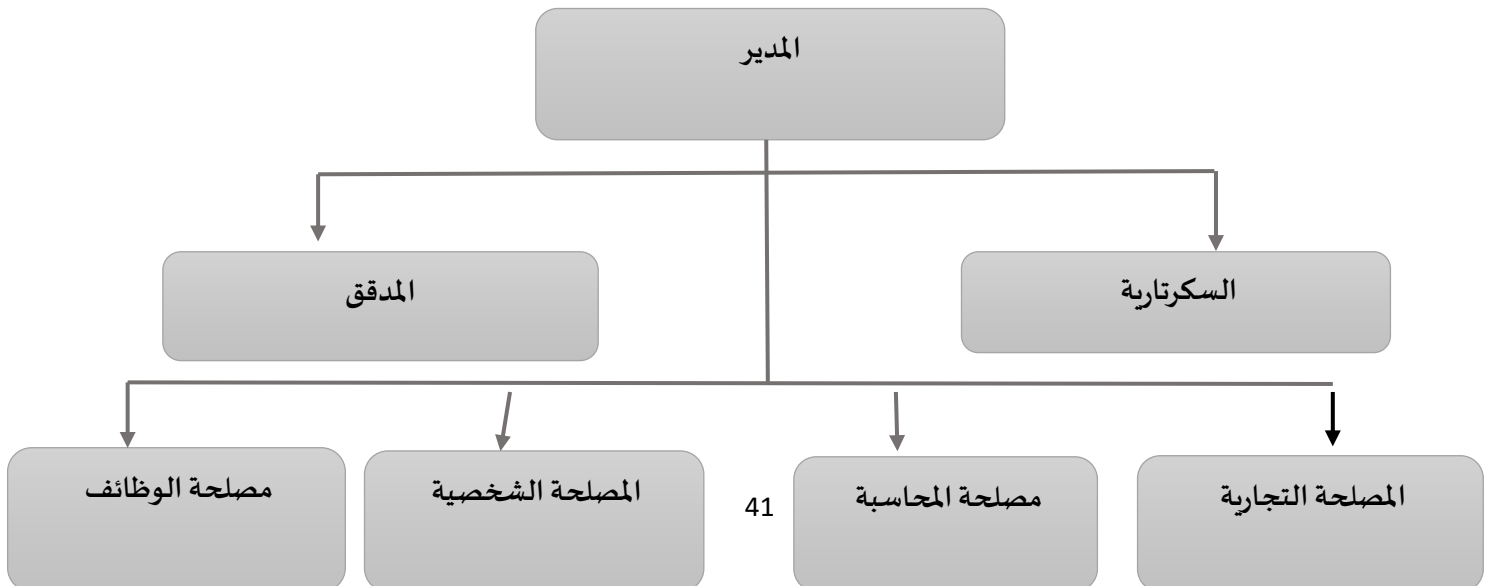 المدير
السكرتارية
المدقق
المصلحة التجارية
مصلحة المحاسبة
41
المصلحة الشخصية
مصلحة الوظائف